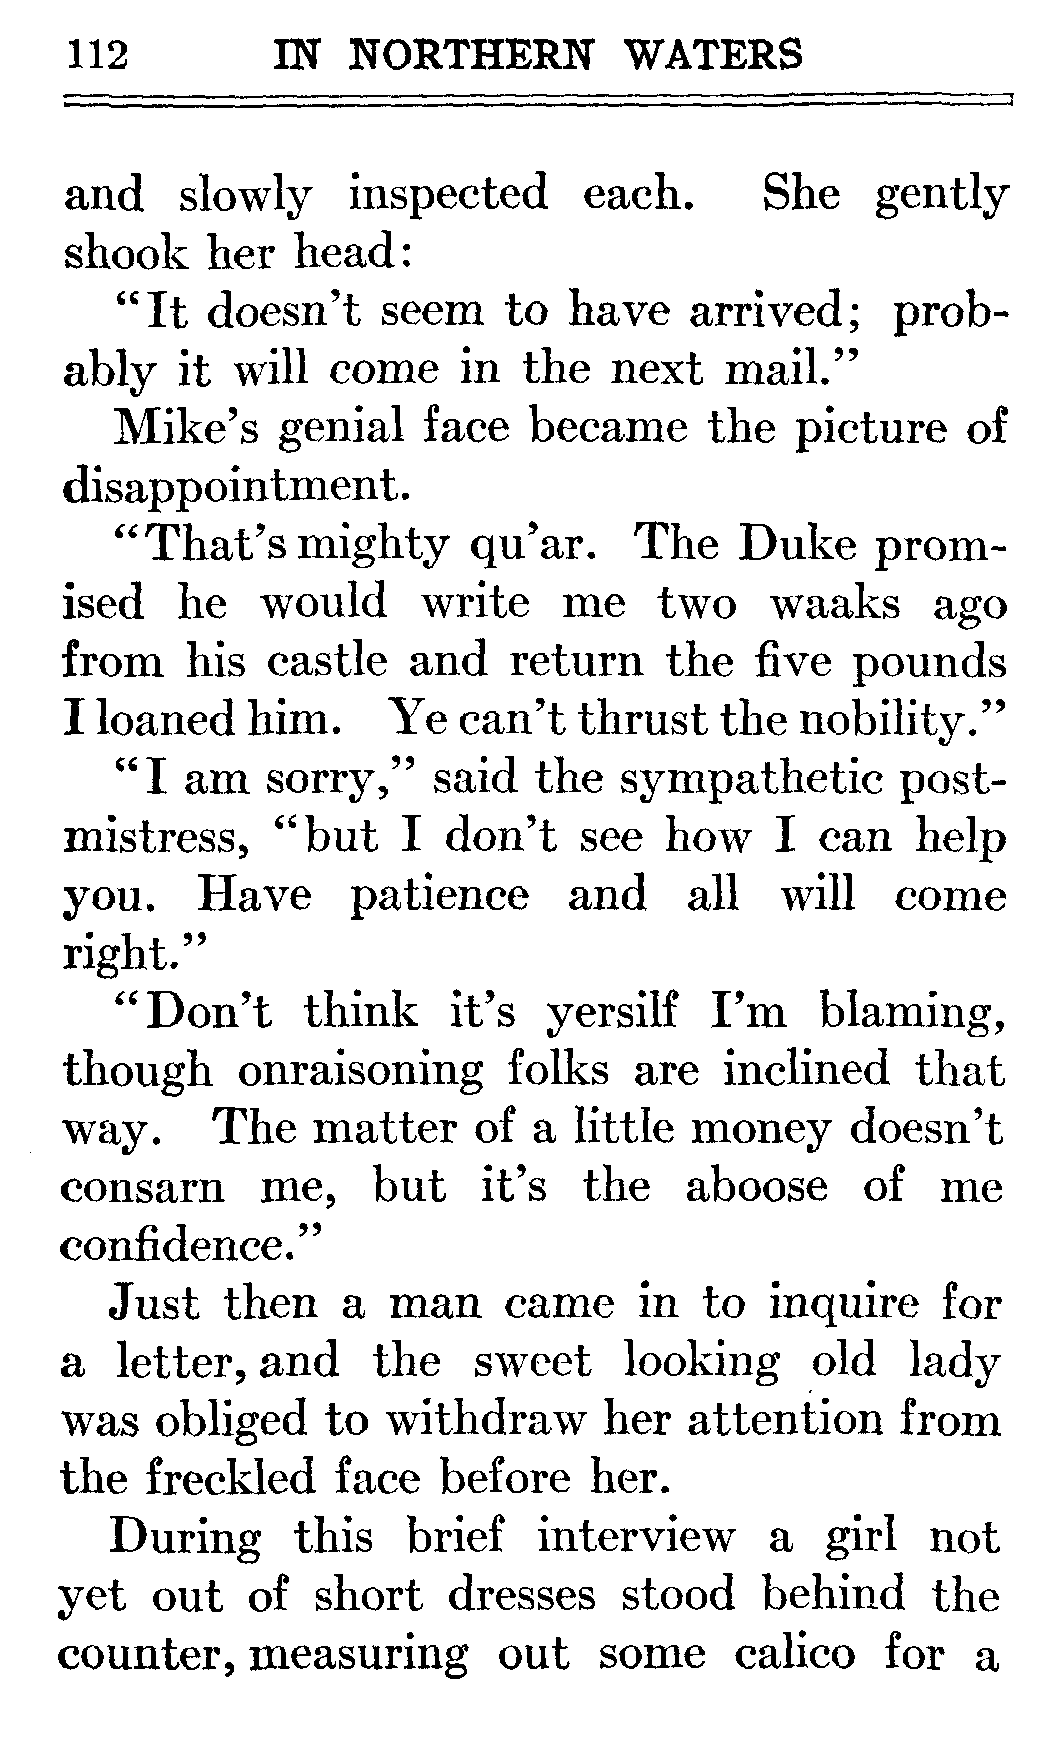 112 IN NORTHERN WATERS
and slowly inspected each. She gently
shook her head:
“It doesn’t seem to have arrived; prob-
ably it will come in the next mail.”
Mike’s genial face became the picture of
disappointment.
“That’s mighty qu’ar. The Duke prom-
ised he would write me two waaks ago
from his castle and return the five pounds
I loaned him. Ye can’t thrust the nobility.”
“I am sorry,” said the sympathetic post-
mistress, “but I don’t see how I can help
you. Have patience and all will come
right.”
“Don’t think it’s yersilf I’m blaming,
though onraisoning folks are inclined that
way. The matter of a little money doesn’t
consarn me, but it’s the aboose of me
confidence.”
Just then a man came in to inquire for
a letter, and the sweet looking old lady
was obliged to withdraw her attention from
the freckled face before her.
During this brief interview a girl not
yet out of short dresses stood behind the
counter, measuring out some calico for a